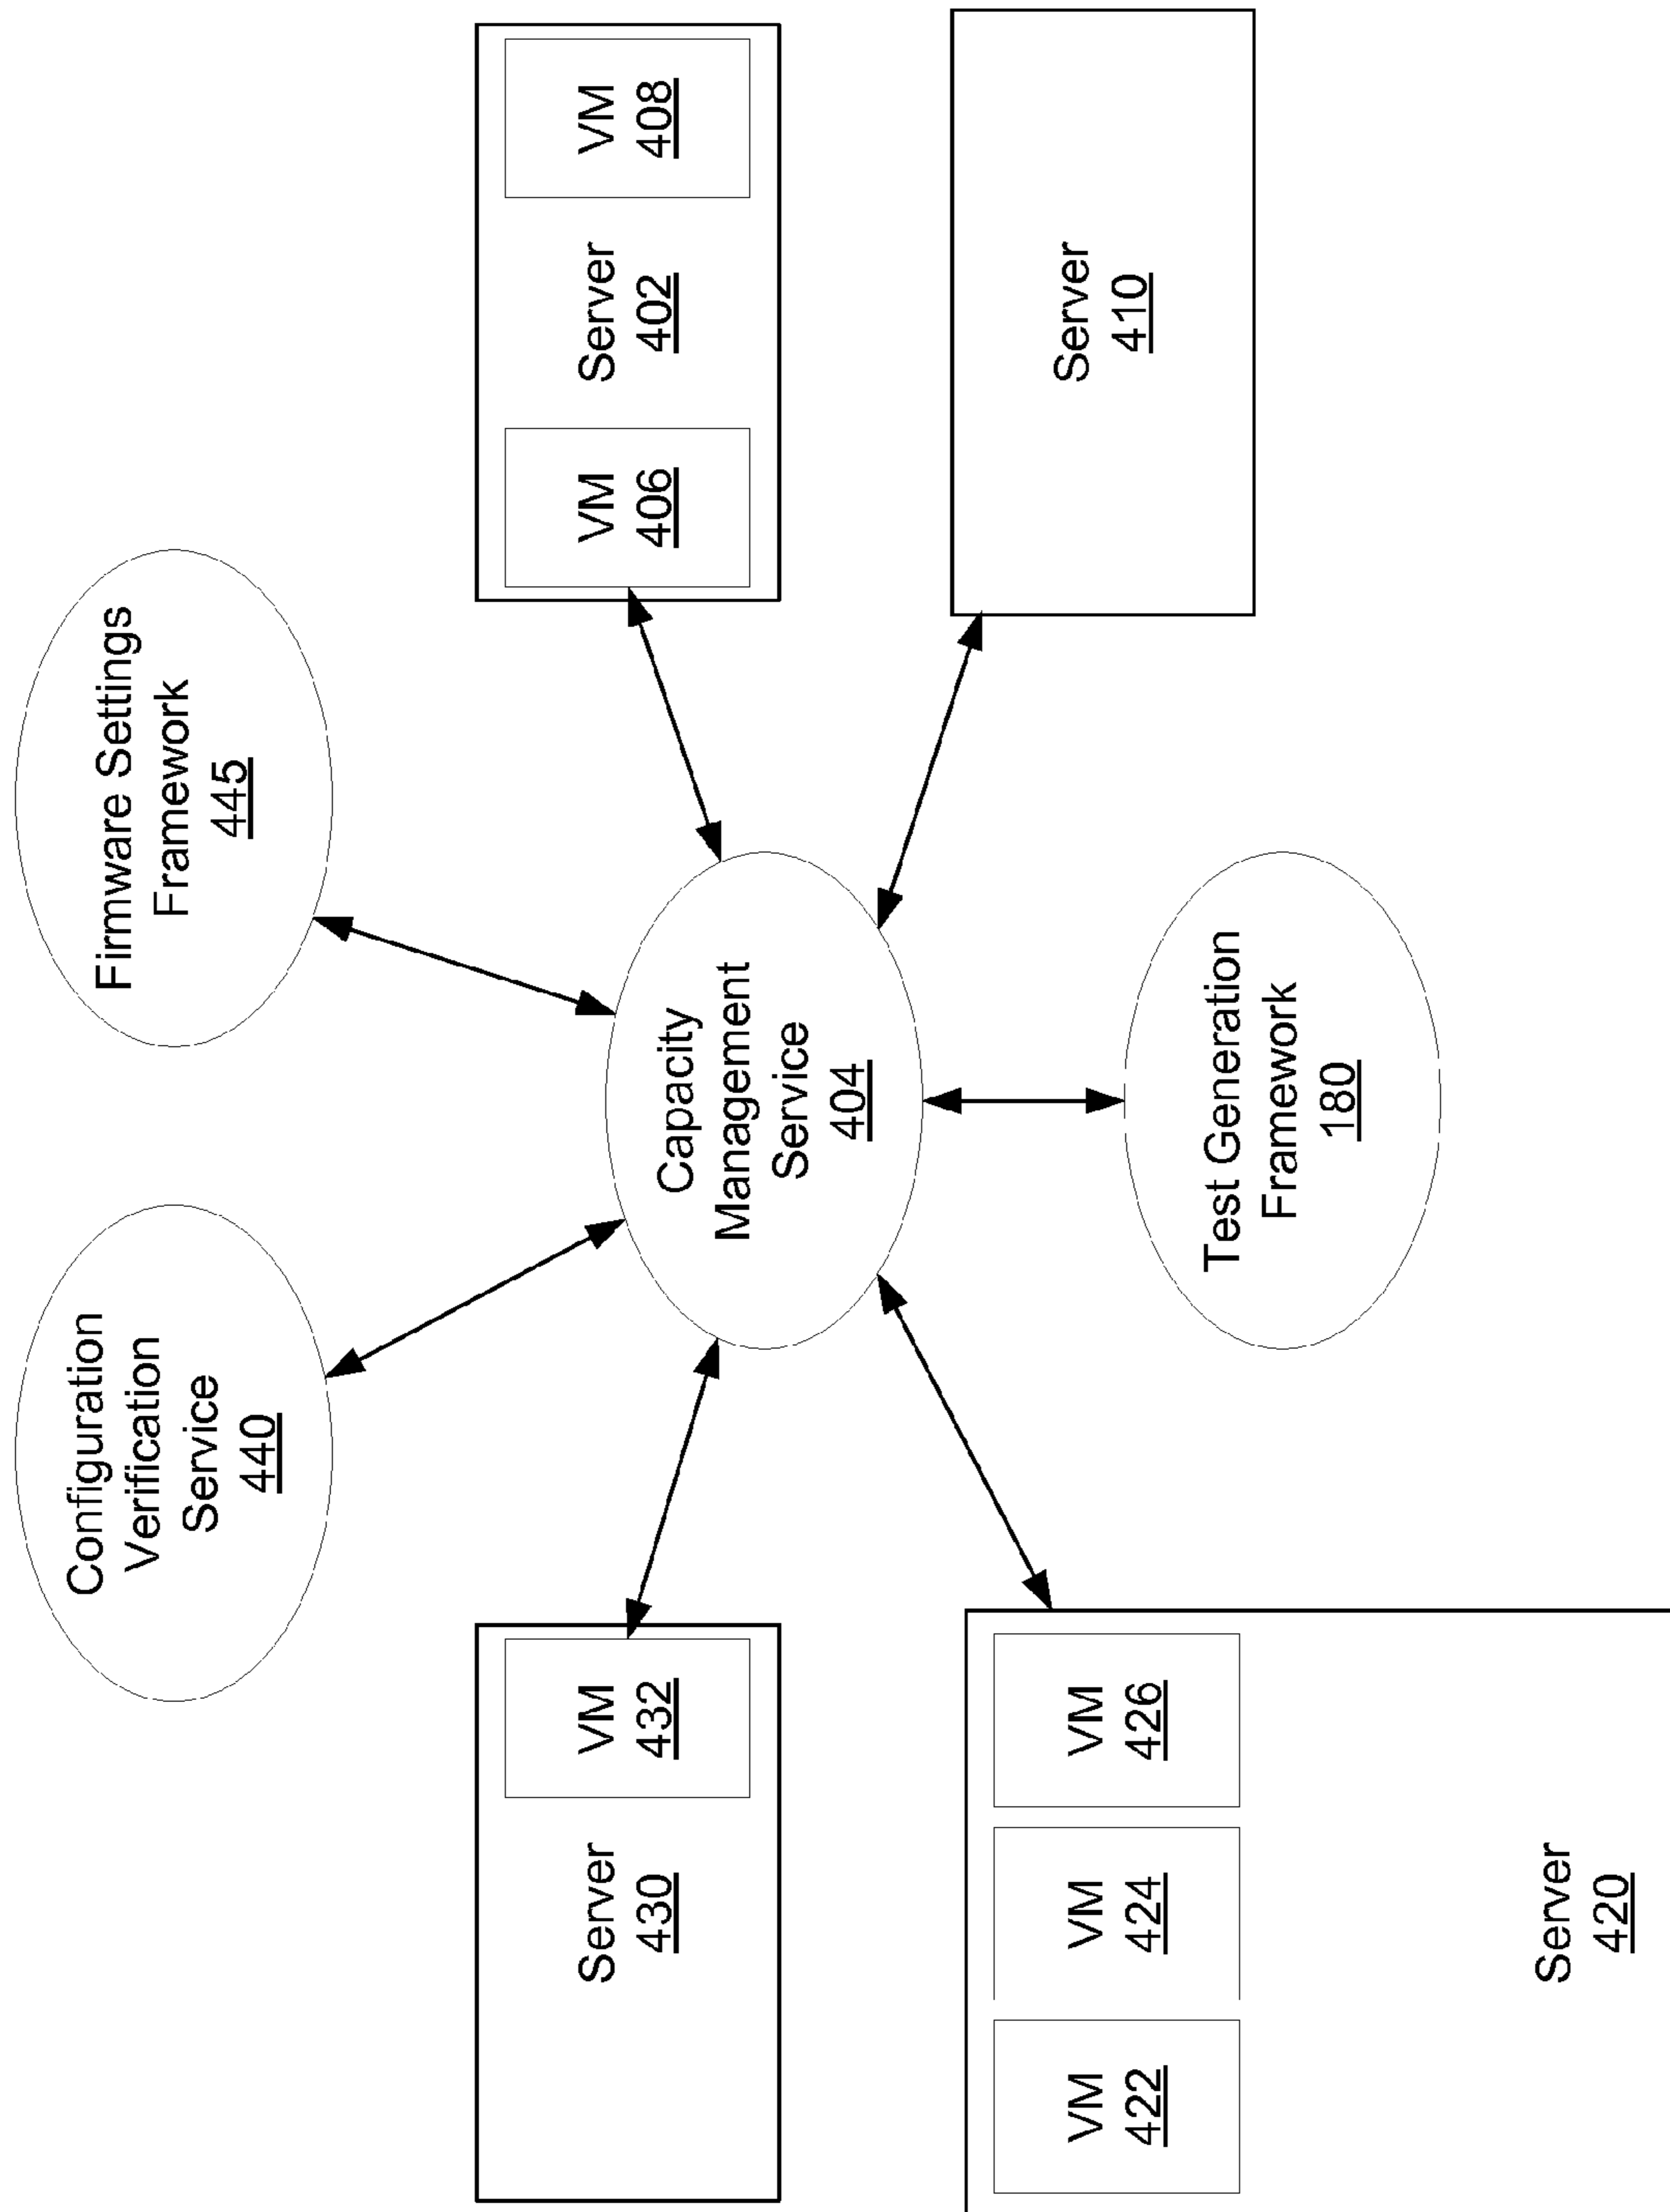 Configuration
Verification
Service
440
Firmware Settings
Framework
445
Server
430
VM
432
Capacity
Management
Service
404
VM
406
Server
402
VM
408
VM
422
VM
424
VM
426
Server
420
Test Generation
Framework
180
Server
410